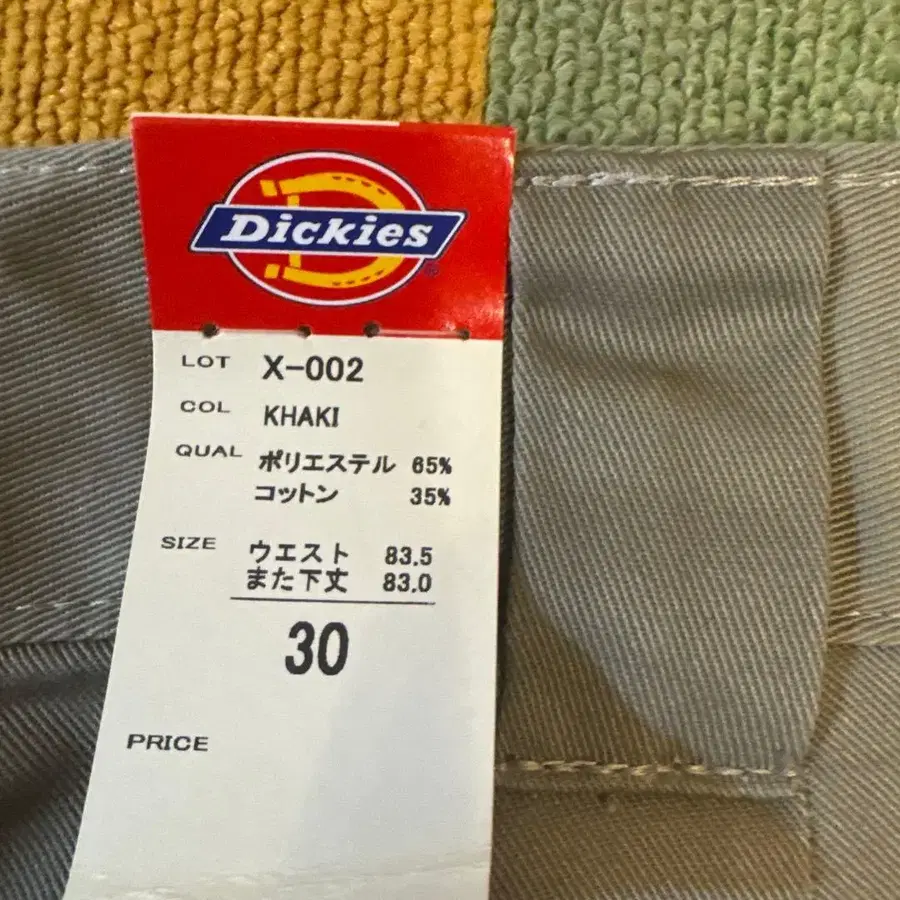 Dickies
LOT X-002
COL KHAKI
QUAL ポリエステル 65%
コットン 35%
SIZE ウエスト 83.5
また下丈 83.0
30
PRICE